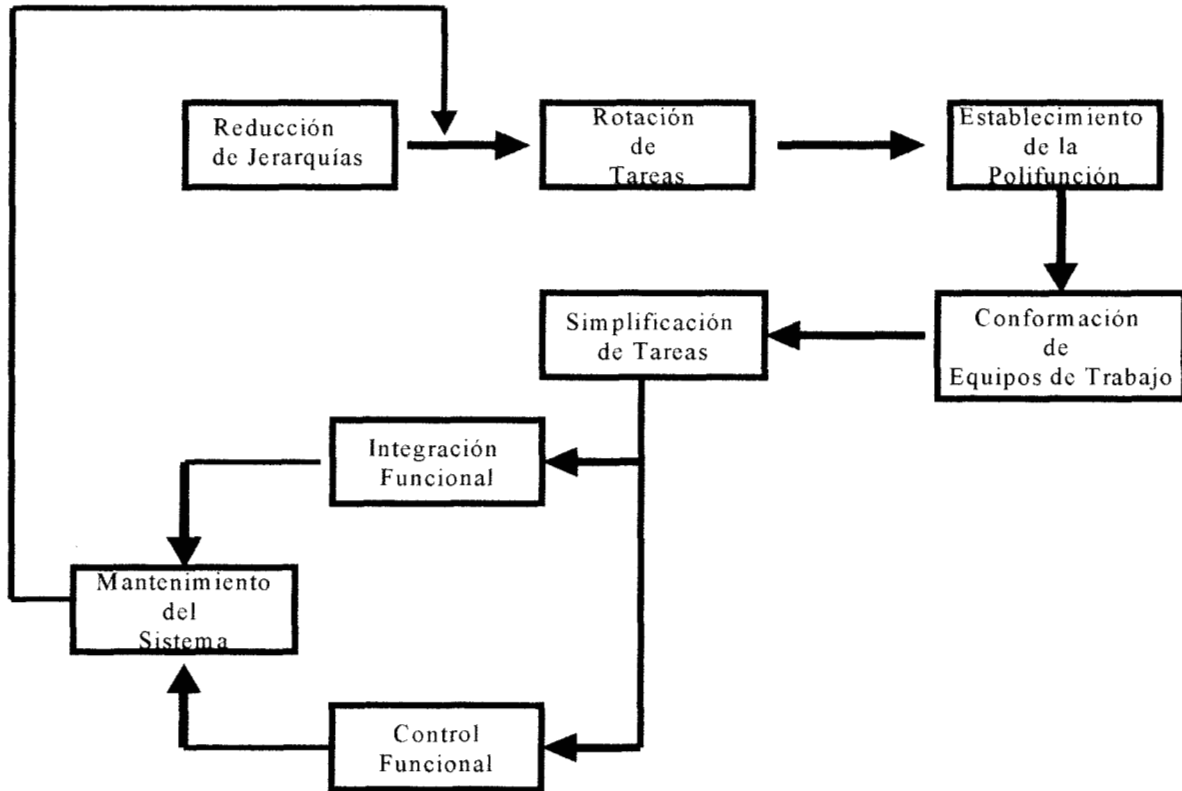 Reducción
de Jerarquías
Rotación
de
Tareas
Establecimiento
de la
Polifunción
Simplificación
de Tareas
Conformación
de
Equipos de Trabajo
Integración
Funcional
Mantenimiento
del
Sistema
Control
Funcional